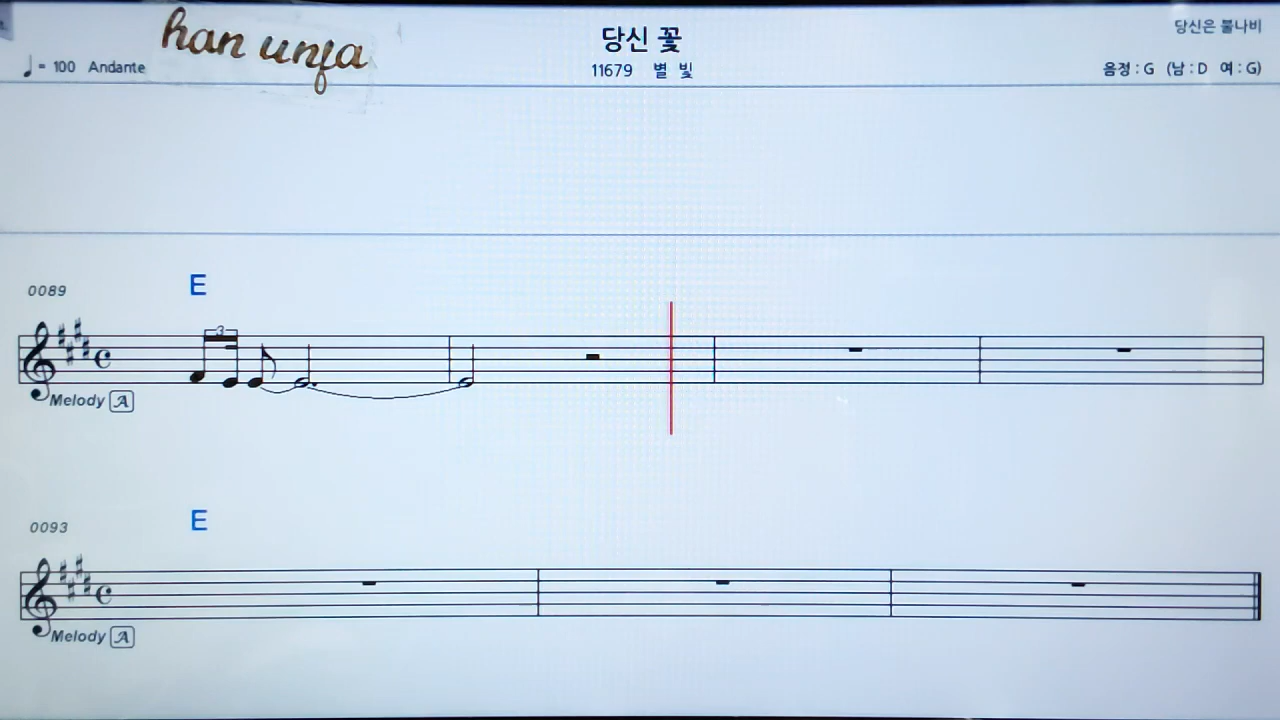 han unfa
당신 꽃
당신은 불나비
♩ = 100 Andante
11679 별 빛
음정 : G (남 : D 여 : G)
0089
E
3
Melody A
0093
E
Melody A